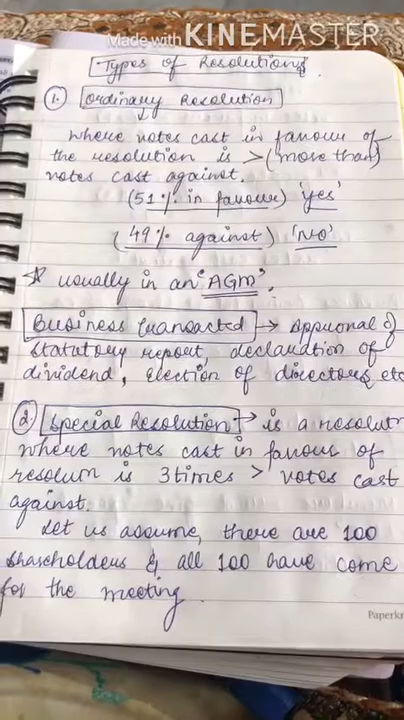 Made with KINEMASTER
Types of Resolutions
1. Ordinary Resolution
where votes cast in favour of
the resolution is > (more than)
votes cast against.
(51% in favour) 'Yes'
(49% against) 'NO'
☆ usually in an 'AGM'.
Business transacted → Approval of
statutory report, declaration of
dividend, election of directors etc
2. Special Resolution → is a resolut
where votes cast in favour of
resolum is 3 times > votes cast
against.
Let us assume, there are 100
shareholders & all 100 have come
for the meeting.
Paperk